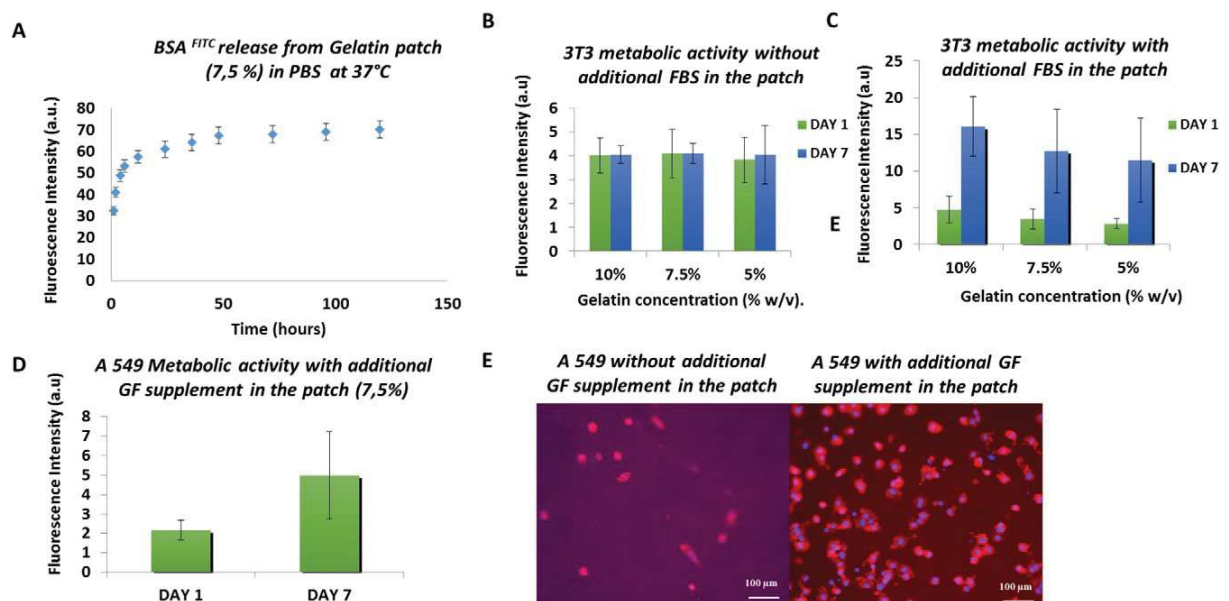 A
BSA FITC release from Gelatin patch
(7,5 %) in PBS at 37°C
Fluroescence Intensity (a.u.)
80
70
60
50
40
30
20
10
0
0
50
100
150
Time (hours)
B
3T3 metabolic activity without
additional FBS in the patch
Fluorescence Intensity (a.u)
6
5
4
4
3
2
1
0
DAY 1
DAY 7
10%
7.5%
5%
Gelatin concentration (% w/v).
C
3T3 metabolic activity with
additional FBS in the patch
FluorescenceIntensity (a.u)
25
20
15
10
5
0
DAY 1
DAY 7
E
10%
7.5%
5%
Gelatin concentration (% w/v)
D
A 549 Metabolic activity with additional
GF supplement in the patch (7,5%)
Fluorescence Intensity (a.u)
8
7
6
5
4
3
2
1
0
DAY 1
DAY 7
E
A 549 without additional
GF supplement in the patch
A 549 with additional GF
supplement in the patch
100 µm
100 µm